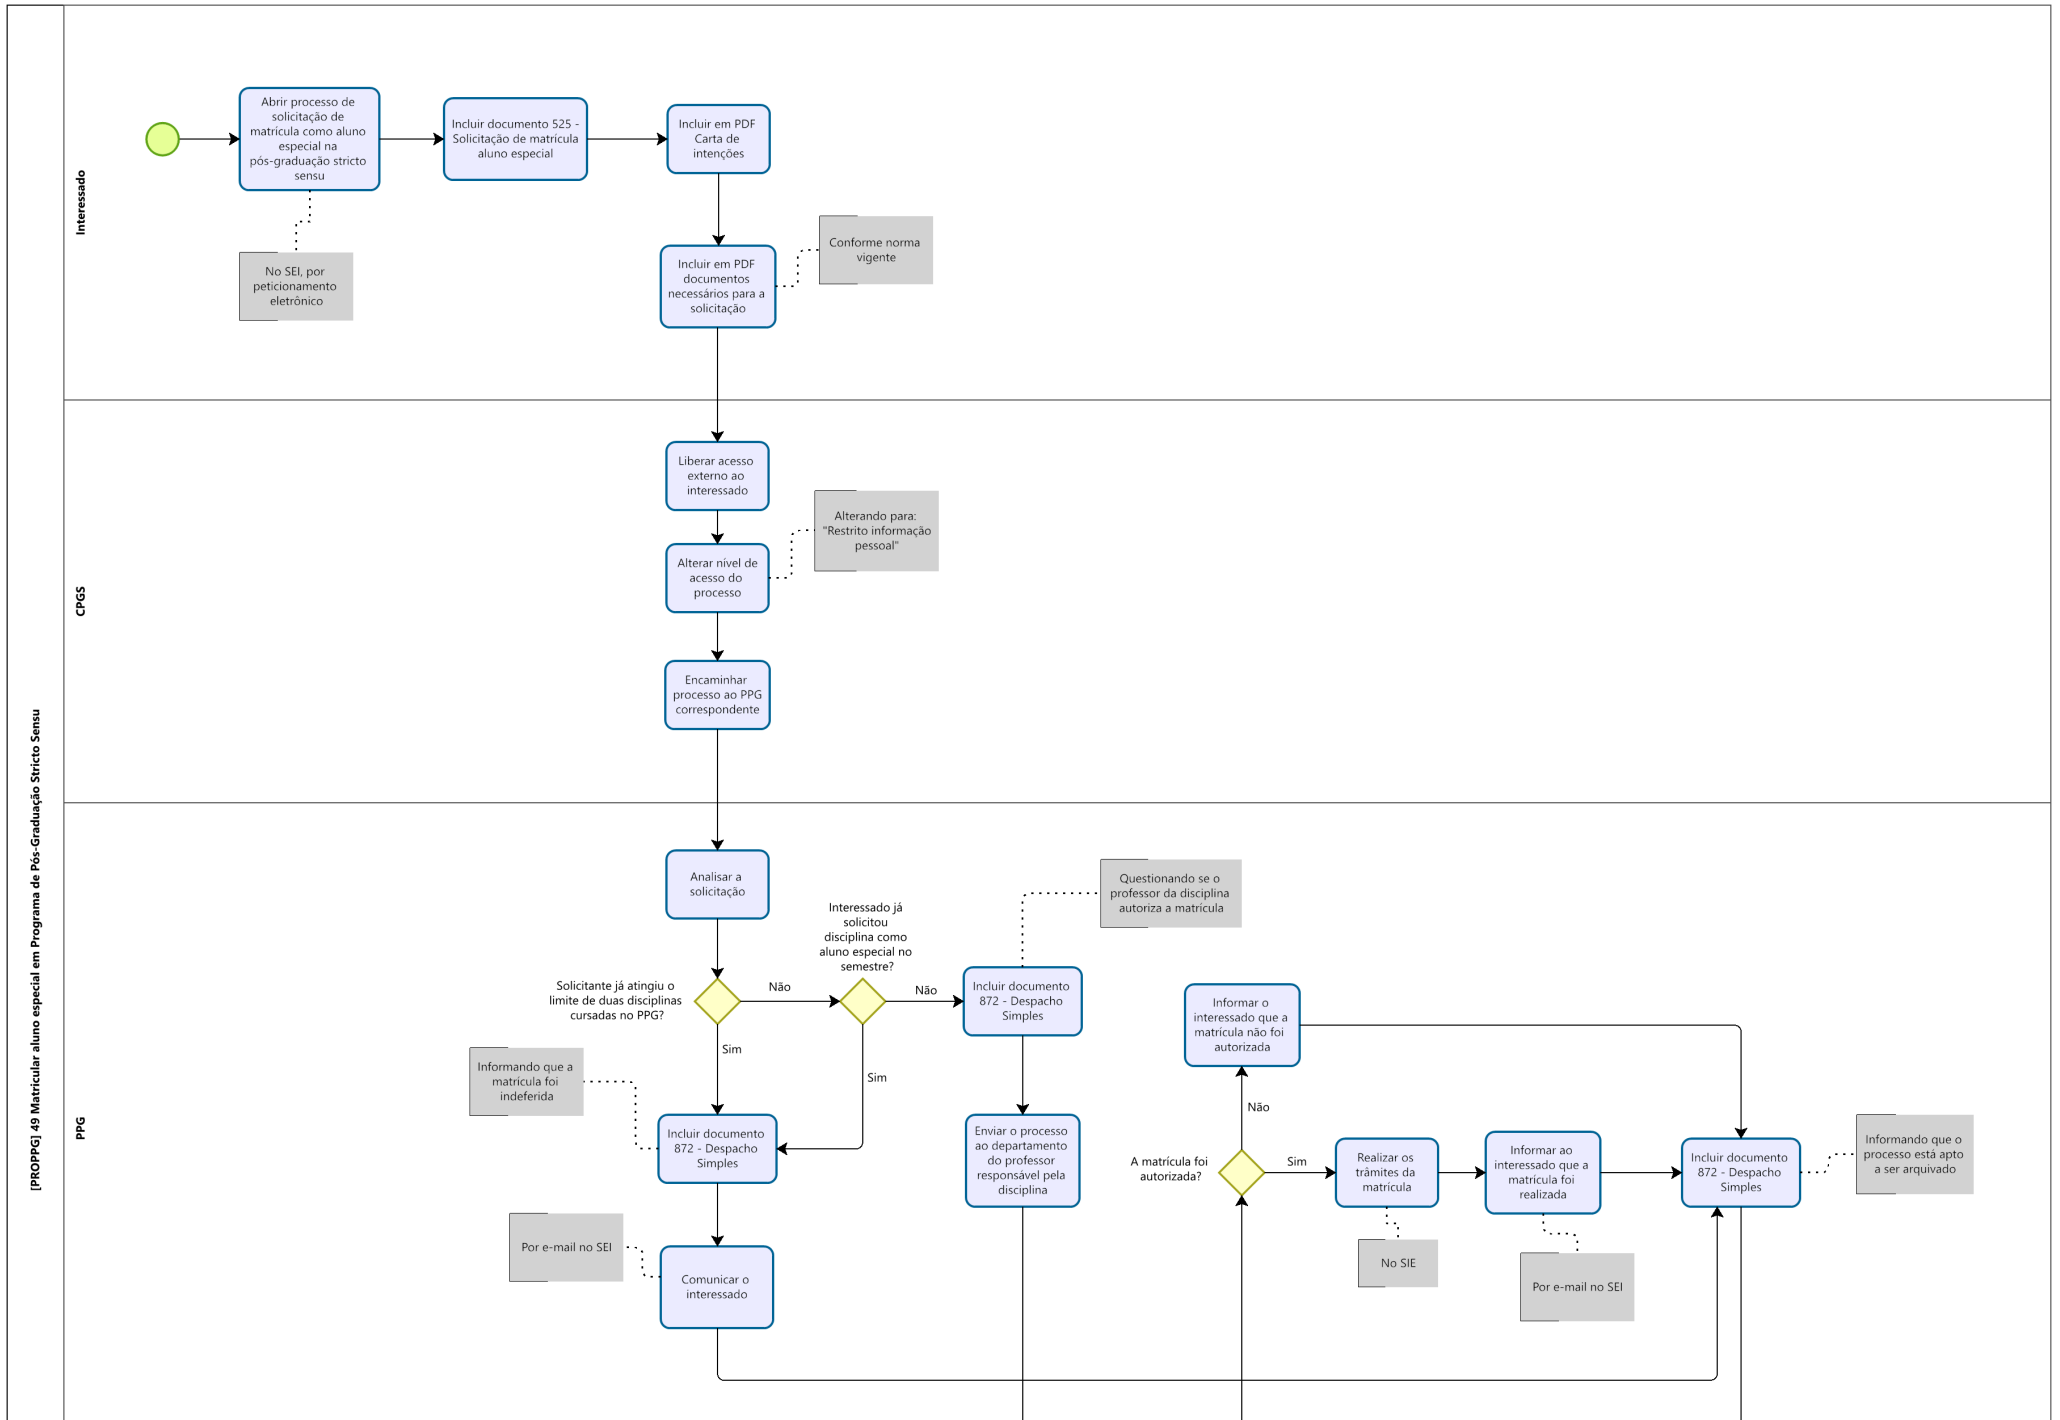 [PROPPG] 49 Matricular aluno especial em Programa de Pós-Graduação Stricto Sensu
Interessado
Abrir processo de
solicitação de
matrícula como aluno
especial na
pós-graduação stricto
sensu
Incluir documento 525 -
Solicitação de matrícula
aluno especial
Incluir em PDF
Carta de
intenções
No SEI, por
peticionamento
eletrônico
Conforme norma
vigente
Incluir em PDF
documentos
necessários para a
solicitação
CPGS
Liberar acesso
externo ao
interessado
Alterando para:
"Restrito informação
pessoal"
Alterar nível de
acesso do
processo
Encaminhar
processo ao PPG
correspondente
PPG
Analisar a
solicitação
Solicitante já atingiu o
limite de duas disciplinas
cursadas no PPG?
Não
Sim
Interessado já
solicitou
disciplina como
aluno especial no
semestre?
Não
Sim
Questionando se o
professor da disciplina
autoriza a matrícula
Incluir documento
872 - Despacho
Simples
Informando que a
matrícula foi
indeferida
Incluir documento
872 - Despacho
Simples
Enviar o processo
ao departamento
do professor
responsável pela
disciplina
Por e-mail no SEI
Comunicar o
interessado
Informar o
interessado que a
matrícula não foi
autorizada
Não
A matrícula foi
autorizada?
Sim
Realizar os
trâmites da
matrícula
No SIE
Informar ao
interessado que a
matrícula foi
realizada
Por e-mail no SEI
Incluir documento
872 - Despacho
Simples
Informando que o
processo está apto
a ser arquivado